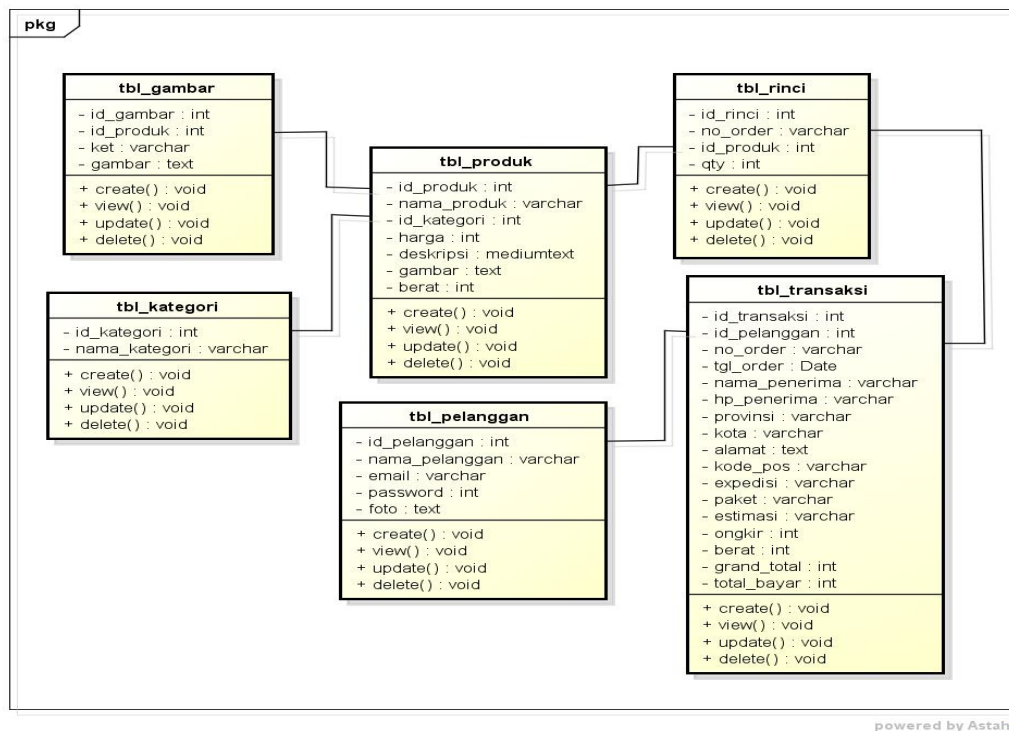 pkg
tbl_gambar
- id_gambar : int
- id_produk : int
- ket : varchar
- gambar : text
+ create() : void
+ view() : void
+ update() : void
+ delete() : void
tbl_kategori
- id_kategori : int
- nama_kategori : varchar
+ create() : void
+ view() : void
+ update() : void
+ delete() : void
tbl_produk
- id_produk : int
- nama_produk : varchar
- id_kategori : int
- harga : int
- deskripsi : mediumtext
- gambar : text
- berat : int
+ create() : void
+ view() : void
+ update() : void
+ delete() : void
tbl_pelanggan
- id_pelanggan : int
- nama_pelanggan : varchar
- email : varchar
- password : int
- foto : text
+ create() : void
+ view() : void
+ update() : void
+ delete() : void
tbl_rinci
- id_rinci : int
- no_order : varchar
- id_produk : int
- qty : int
+ create() : void
+ view() : void
+ update() : void
+ delete() : void
tbl_transaksi
- id_transaksi : int
- id_pelanggan : int
- no_order : varchar
- tgl_order : Date
- nama_penerima : varchar
- hp_penerima : varchar
- provinsi : varchar
- kota : varchar
- alamat : text
- kode_pos : varchar
- expedisi : varchar
- paket : varchar
- estimasi : varchar
- ongkir : int
- berat : int
- grand_total : int
- total_bayar : int
+ create() : void
+ view() : void
+ update() : void
+ delete() : void
powered by Astah